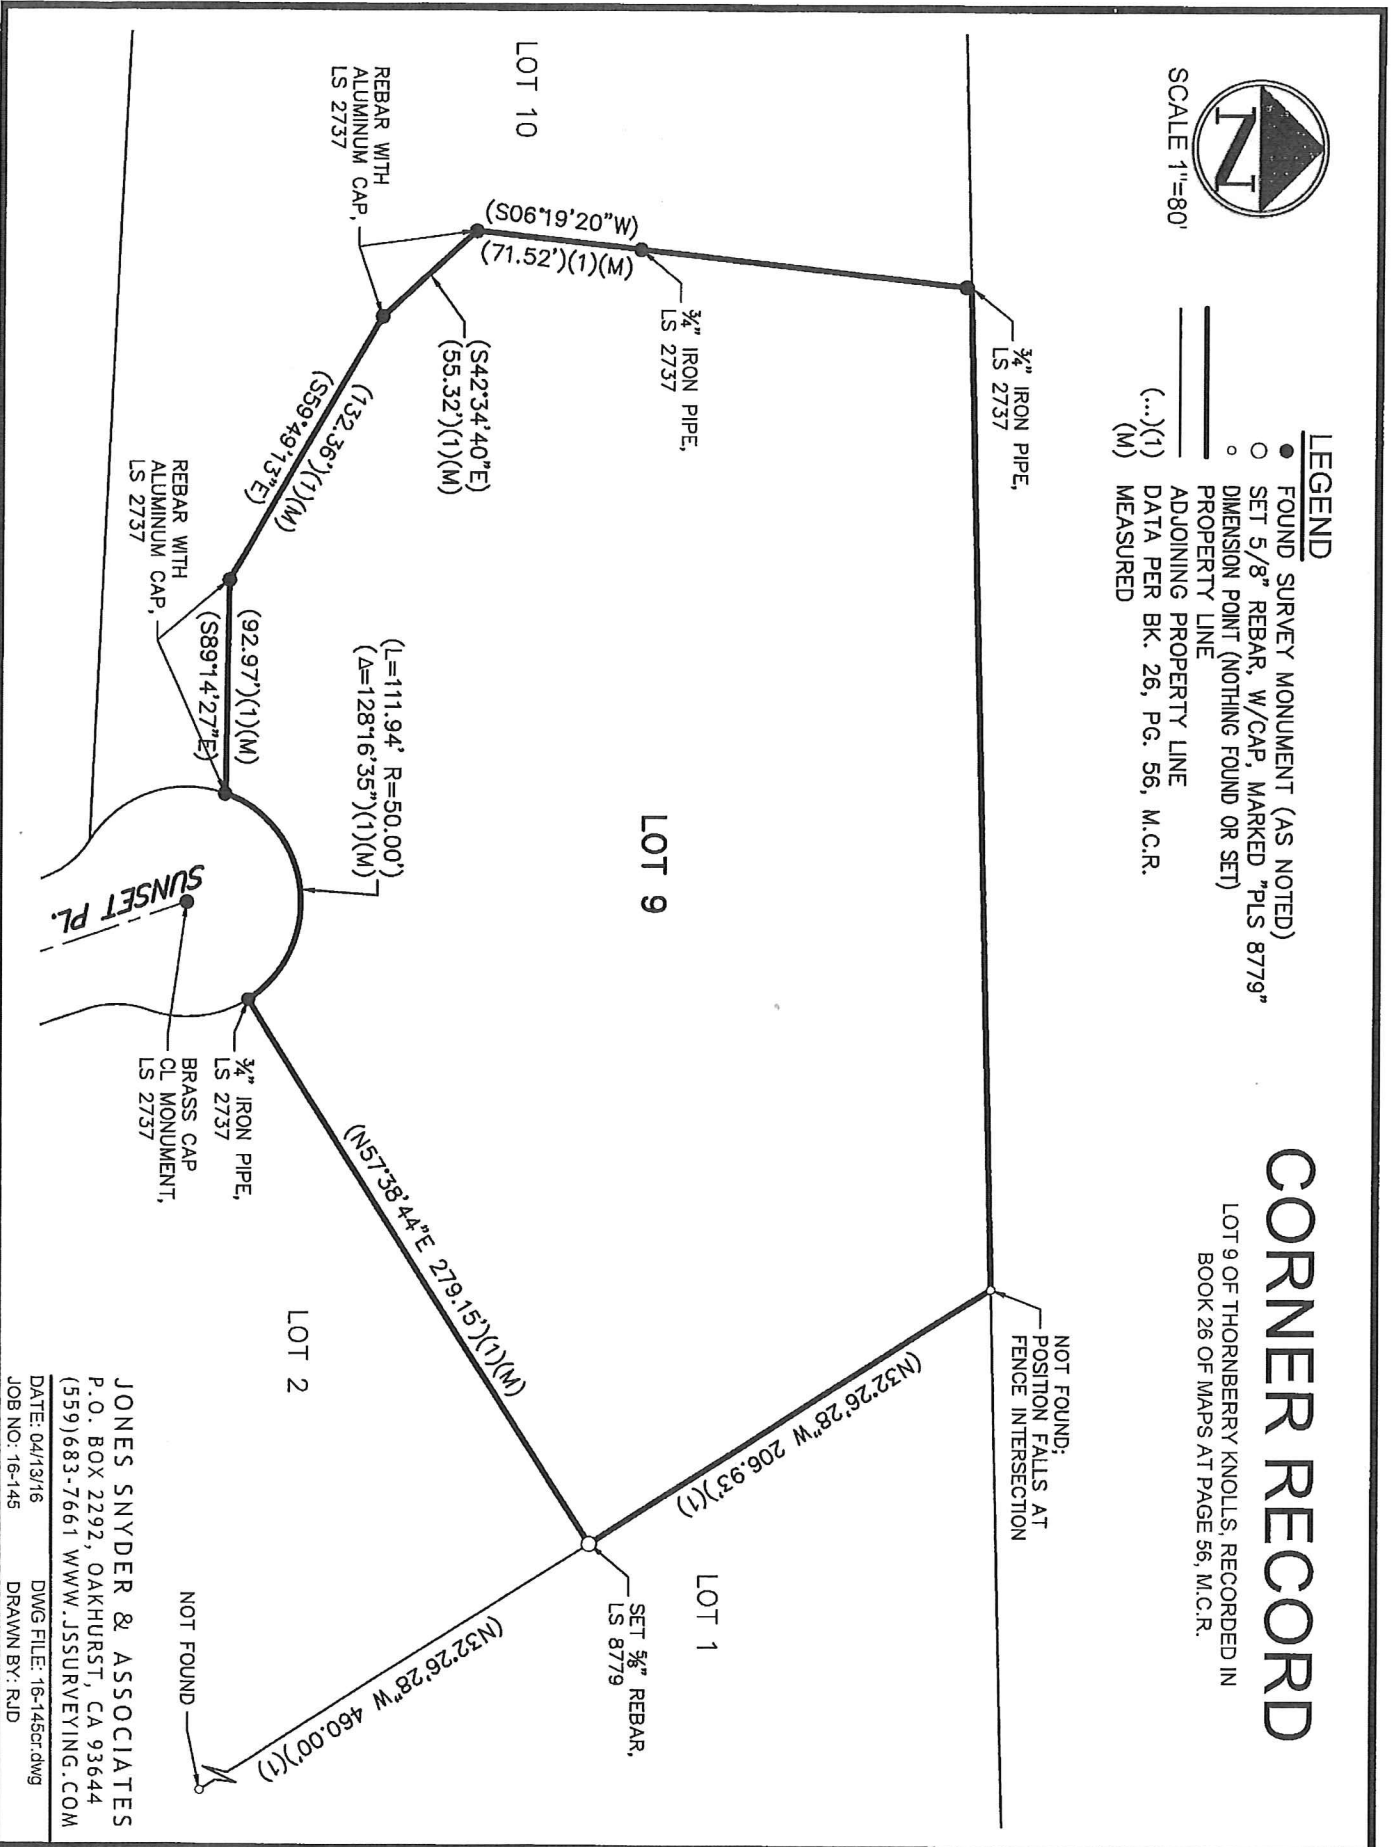 CORNER RECORD
LOT 9 OF THORNBERRY KNOLLS, RECORDED IN
BOOK 26 OF MAPS AT PAGE 56, M.C.R.
N
SCALE 1"=80'
LEGEND
FOUND SURVEY MONUMENT (AS NOTED)
SET 5/8" REBAR, W/CAP, MARKED "PLS 8779"
DIMENSION POINT (NOTHING FOUND OR SET)
PROPERTY LINE
ADJOINING PROPERTY LINE
(...)(1) DATA PER BK. 26, PG. 56, M.C.R.
(M) MEASURED
3/4" IRON PIPE,
LS 2737
NOT FOUND;
POSITION FALLS AT
FENCE INTERSECTION
3/4" IRON PIPE,
LS 2737
(S06°19'20"W)
(71.52')(1)(M)
LOT 10
REBAR WITH
ALUMINUM CAP,
LS 2737
(S42°34'40"E)
(55.32')(1)(M)
(132.36')(1)(M)
(S59°49'13"E)
REBAR WITH
ALUMINUM CAP,
LS 2737
(92.97')(1)(M)
(S89°14'27"E)
(L=111.94' R=50.00')
(Δ=128°16'35")(1)(M)
LOT 9
SUNSET PL.
3/4" IRON PIPE,
LS 2737
BRASS CAP
CL MONUMENT,
LS 2737
(N57°38'44"E 279.15')(1)(M)
(N32°26'28"W 206.93')(1)
LOT 1
SET 5/8" REBAR,
LS 8779
LOT 2
(N32°26'28"W 460.00')(1)
NOT FOUND
JONES SNYDER & ASSOCIATES
P.O. BOX 2292, OAKHURST, CA 93644
(559)683-7661 WWW.JSSURVEYING.COM
DATE: 04/13/16 DWG FILE: 16-145cr.dwg
JOB NO: 16-145 DRAWN BY: RJD